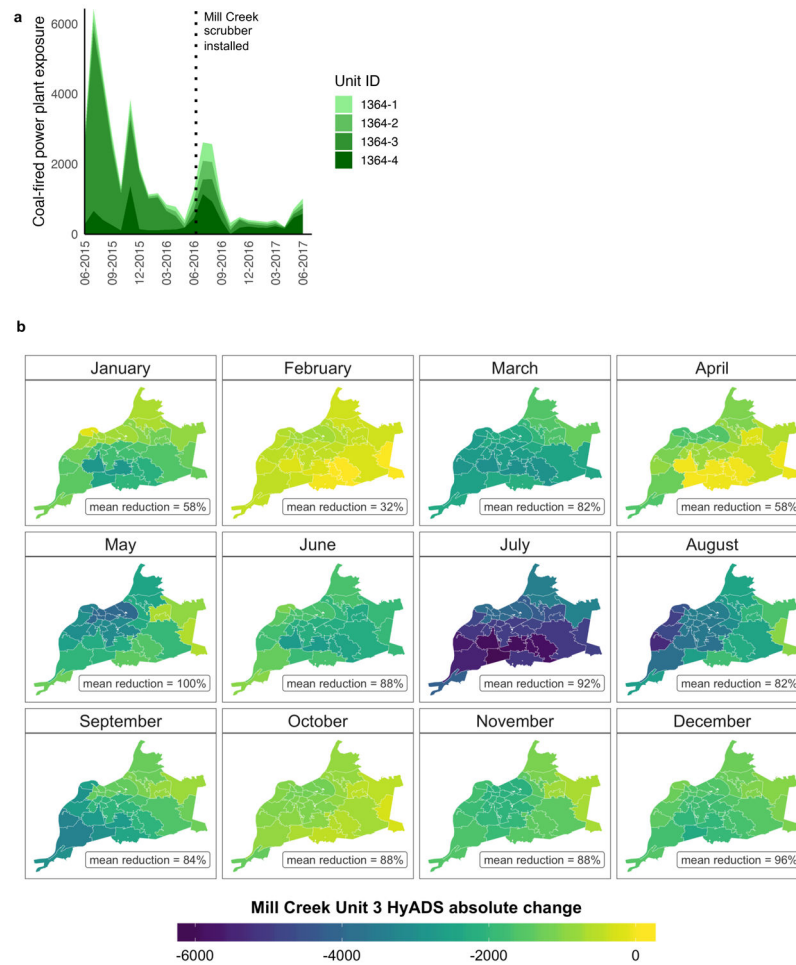 a
Mill Creek
scrubber
installed
Coal-fired power plant exposure
6000
4000
2000
0
06-2015
09-2015
12-2015
03-2016
06-2016
09-2016
12-2016
03-2017
06-2017
Unit ID
1364-1
1364-2
1364-3
1364-4
b
January February March April
mean reduction = 58% mean reduction = 32% mean reduction = 82% mean reduction = 58%
May June July August
mean reduction = 100% mean reduction = 88% mean reduction = 92% mean reduction = 82%
September October November December
mean reduction = 84% mean reduction = 88% mean reduction = 88% mean reduction = 96%
Mill Creek Unit 3 HyADS absolute change
-6000 -4000 -2000 0